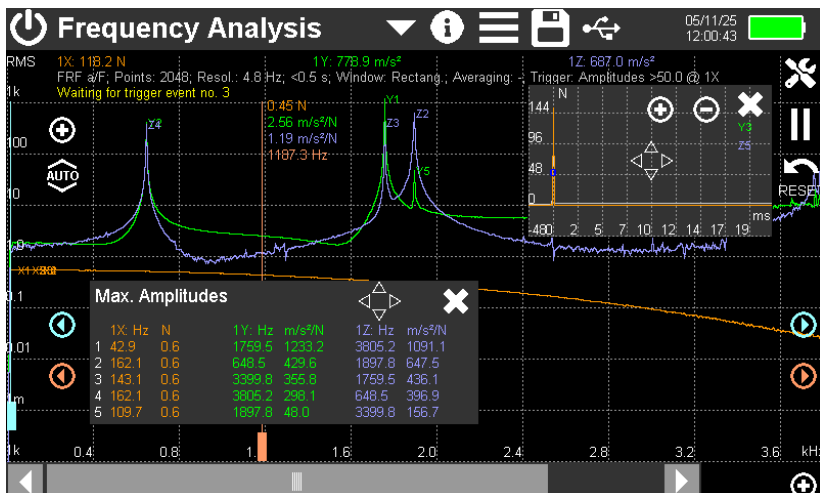 Frequency Analysis
05/11/25
12:00:43
RMS 1X: 118.2 N 1Y: 778.9 m/s² 1Z: 687.0 m/s²
FRF a/F; Points: 2048; Resol.: 4.8 Hz; <0.5 s; Window: Rectang.; Averaging: -; Trigger: Amplitudes >50.0 @ 1X
Waiting for trigger event no. 3
1k
0.45 N
2.56 m/s²/N
1.19 m/s²/N
1187.3 Hz
Y1
Z3
Z2
Y5
Z4
N
144
96
48
0
Y3
Z5
ms
-480 2 5 7 10 12 14 17 19
AUTO
RESET
100
10
0.1
0.01
1m
Max. Amplitudes
1X: Hz N 1Y: Hz m/s²/N 1Z: Hz m/s²/N
1 42.9 0.6 1759.5 1233.2 3805.2 1091.1
2 162.1 0.6 648.5 429.6 1897.8 647.5
3 143.1 0.6 3399.8 355.8 1759.5 436.1
4 162.1 0.6 3805.2 298.1 648.5 396.9
5 109.7 0.6 1897.8 48.0 3399.8 156.7
0.4 0.8 1. 1.6 2.0 2.4 2.8 3.2 3.6 kHz